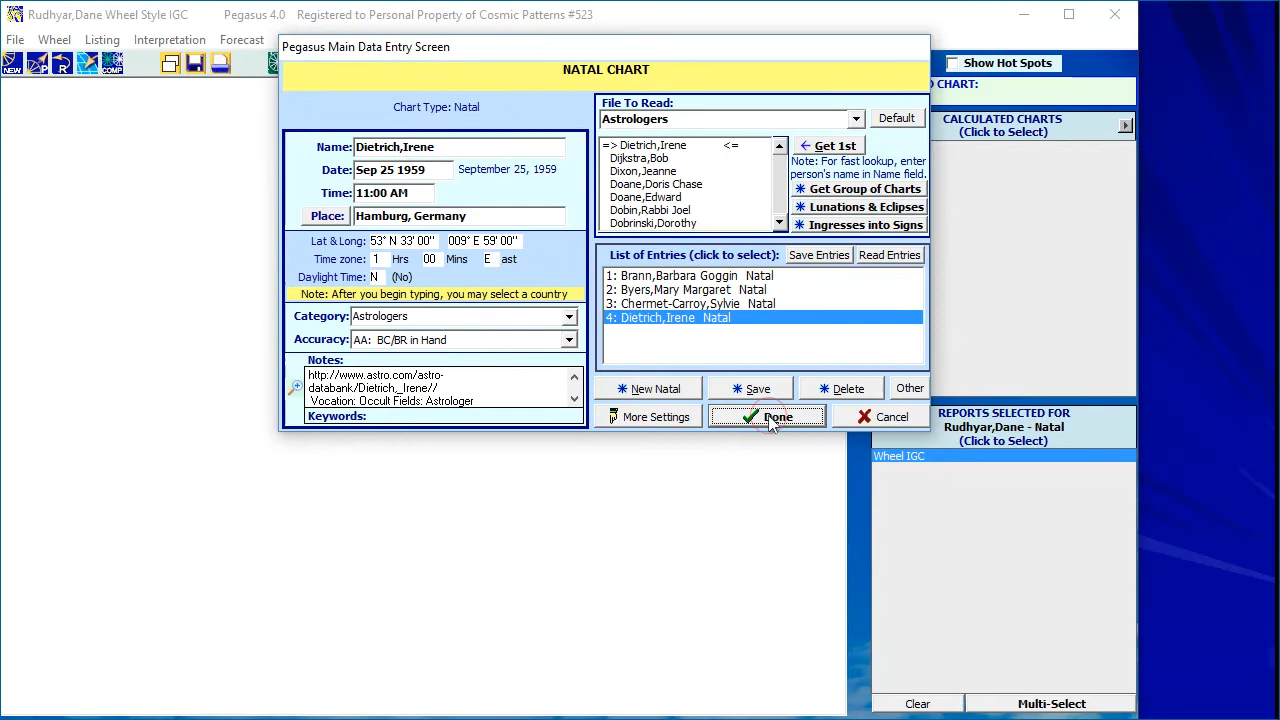 Rudhyar,Dane Wheel Style IGC Pegasus 4.0 Registered to Personal Property of Cosmic Patterns #523
File Wheel Listing Interpretation Forecast
NEW P R COMP
Show Hot Spots
D CHART:
CALCULATED CHARTS
(Click to Select)
REPORTS SELECTED FOR
Rudhyar,Dane - Natal
(Click to Select)
Wheel IGC
Clear Multi-Select
Pegasus Main Data Entry Screen
NATAL CHART
Chart Type: Natal
Name: Dietrich,Irene
Date: Sep 25 1959 September 25, 1959
Time: 11:00 AM
Place: Hamburg, Germany
Lat & Long: 53° N 33' 00'' 009° E 59' 00''
Time zone: 1 Hrs 00 Mins E ast
Daylight Time: N (No)
Note: After you begin typing, you may select a country
Category: Astrologers
Accuracy: AA: BC/BR in Hand
Notes:
http://www.astro.com/astro-
databank/Dietrich,_Irene//
Vocation: Occult Fields: Astrologer
Keywords:
File To Read:
Astrologers Default
=> Dietrich,Irene <=
Dijkstra,Bob
Dixon,Jeanne
Doane,Doris Chase
Doane,Edward
Dobin,Rabbi Joel
Dobrinski,Dorothy
Get 1st
Note: For fast lookup, enter
person's name in Name field.
Get Group of Charts
Lunations & Eclipses
Ingresses into Signs
List of Entries (click to select): Save Entries Read Entries
1: Brann,Barbara Goggin Natal
2: Byers,Mary Margaret Natal
3: Chermet-Carroy,Sylvie Natal
4: Dietrich,Irene Natal
New Natal Save Delete Other
More Settings Done Cancel